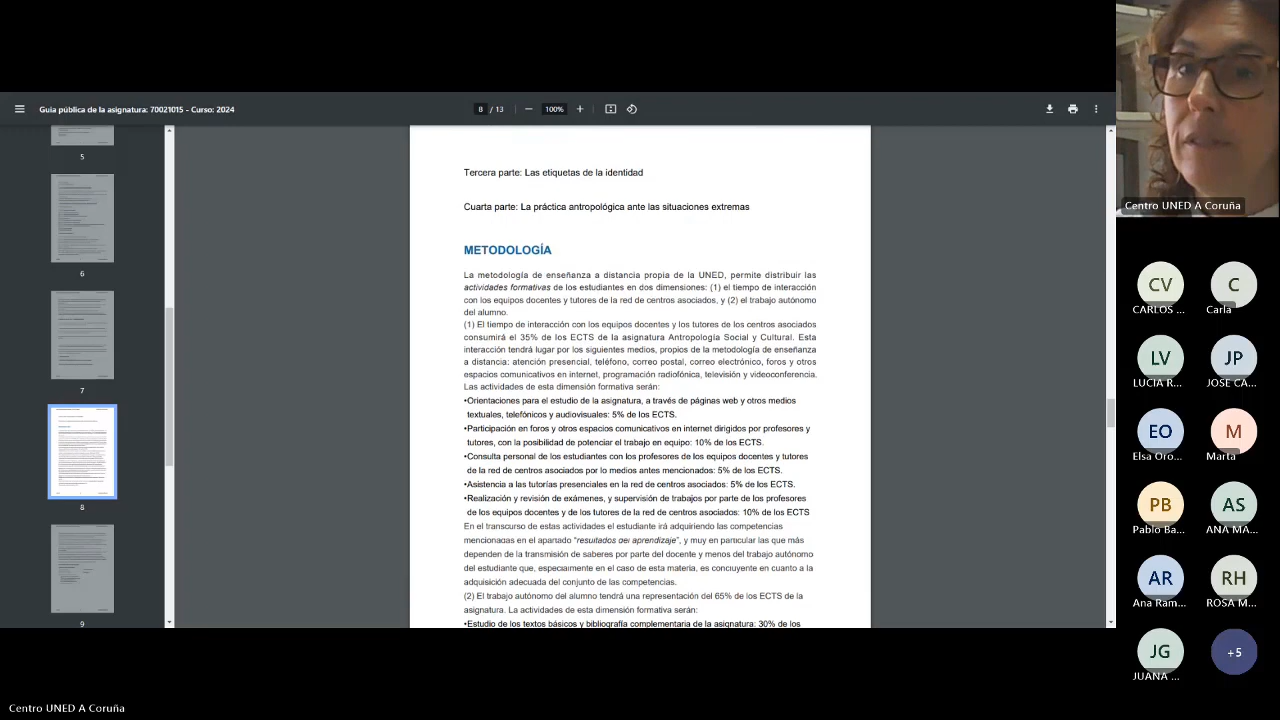 Guia pública de la asignatura: 70021015 - Curso: 2024
8 / 13
100%
5
6
7
8
9
Tercera parte: Las etiquetas de la identidad
Cuarta parte: La práctica antropológica ante las situaciones extremas
METODOLOGÍA
La metodología de enseñanza a distancia propia de la UNED, permite distribuir las
actividades formativas de los estudiantes en dos dimensiones: (1) el tiempo de interacción
con los equipos docentes y tutores de la red de centros asociados, y (2) el trabajo autónomo
del alumno.
(1) El tiempo de interacción con los equipos docentes y los tutores de los centros asociados
consumirá el 35% de los ECTS de la asignatura Antropología Social y Cultural. Esta
interacción tendrá lugar por los siguientes medios, propios de la metodología de enseñanza
a distancia: atención presencial, teléfono, correo postal, correo electrónico, foros y otros
espacios comunicativos en internet, programación radiofónica, televisión y videoconferencia.
Las actividades de esta dimensión formativa serán:
•Orientaciones para el estudio de la asignatura, a través de páginas web y otros medios
textuales, telefónicos y audiovisuales: 5% de los ECTS.
•Participación en foros y otros espacios comunicativos en internet dirigidos por profesores y
tutores, con la posibilidad de potenciar el trabajo en equipo: 10% de los ECTS.
•Consulta personal de los estudiantes con los profesores de los equipos docentes y tutores
de la red de centros asociados por lo medios antes mencionados: 5% de los ECTS.
•Asistencia a las tutorías presenciales en la red de centros asociados: 5% de los ECTS.
•Realización y revisión de exámenes, y supervisión de trabajos por parte de los profesores
de los equipos docentes y de los tutores de la red de centros asociados: 10% de los ECTS
En el transcurso de estas actividades el estudiante irá adquiriendo las competencias
mencionadas en el apartado "resultados del aprendizaje", y muy en particular las que más
dependen de la transmisión de saberes por parte del docente y menos del trabajo autónomo
del estudiante que, especialmente en el caso de esta materia, es concluyente en cuanto a la
adquisición adecuada del conjunto de las competencias.
(2) El trabajo autónomo del alumno tendrá una representación del 65% de los ECTS de la
asignatura. La actividades de esta dimensión formativa serán:
•Estudio de los textos básicos y bibliografía complementaria de la asignatura: 30% de los
Centro UNED A Coruña
CV
CARLOS ...
C
Carla
LV
LUCIA R...
JP
JOSE CA...
EO
Elsa Oro...
M
Marta
PB
Pablo Ba...
AS
ANA MA...
AR
Ana Ram...
RH
ROSA M...
JG
JUANA ...
+5
Centro UNED A Coruña